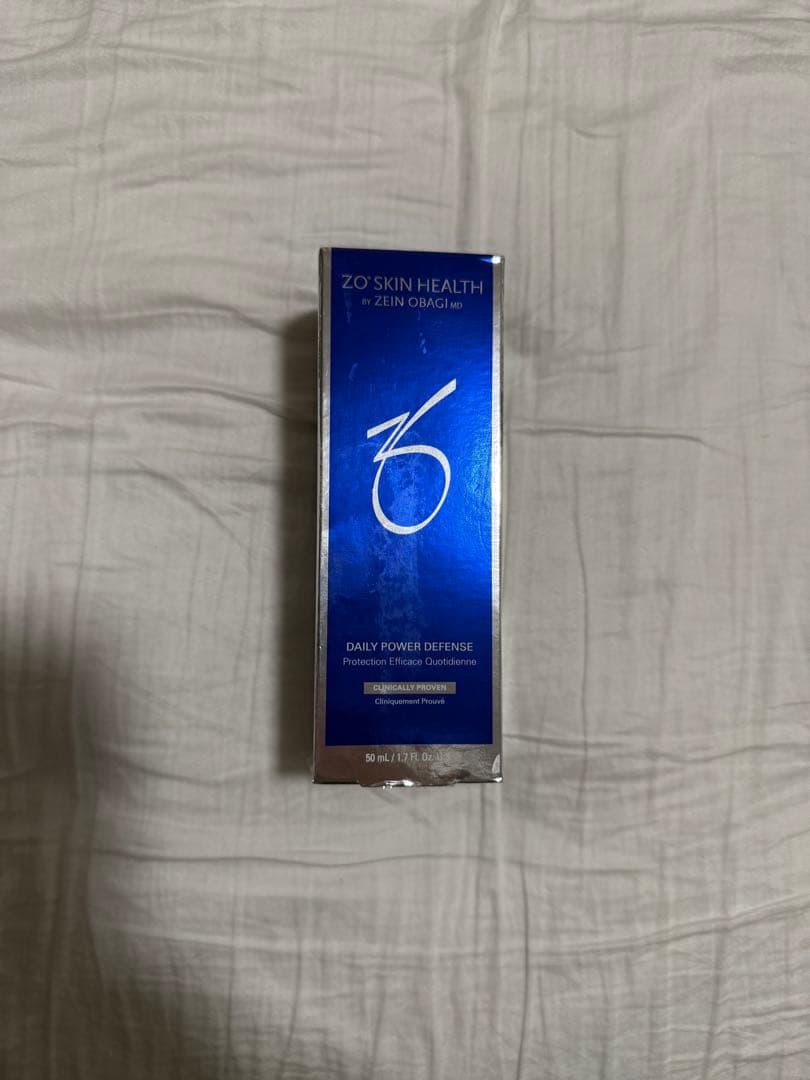 ZO® SKIN HEALTH
BY ZEIN OBAGI MD
DAILY POWER DEFENSE
Protection Efficace Quotidienne
CLINICALLY PROVEN
Cliniquement Prouvé
50 mL / 1.7 Fl. Oz.